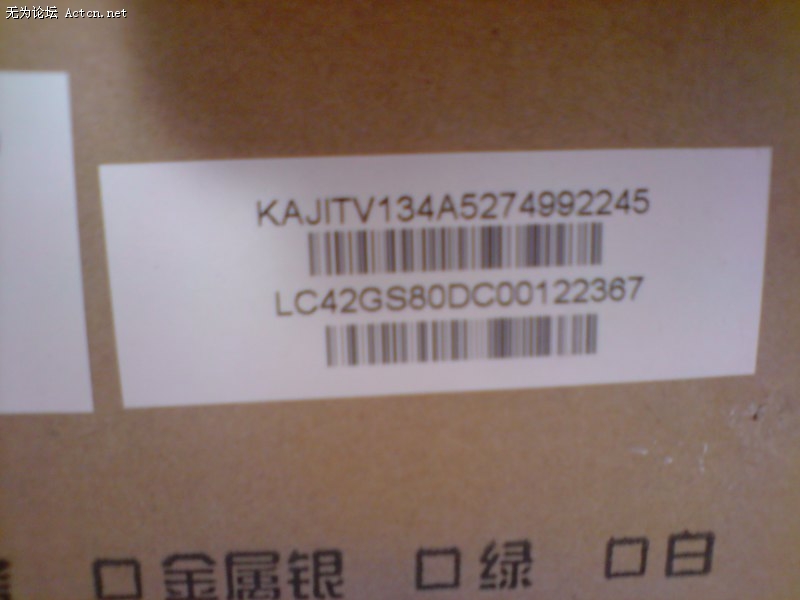 无为论坛 Actcn.net
KAJITV134A5274992245
LC42GS80DC00122367
□金属银 □绿 □白